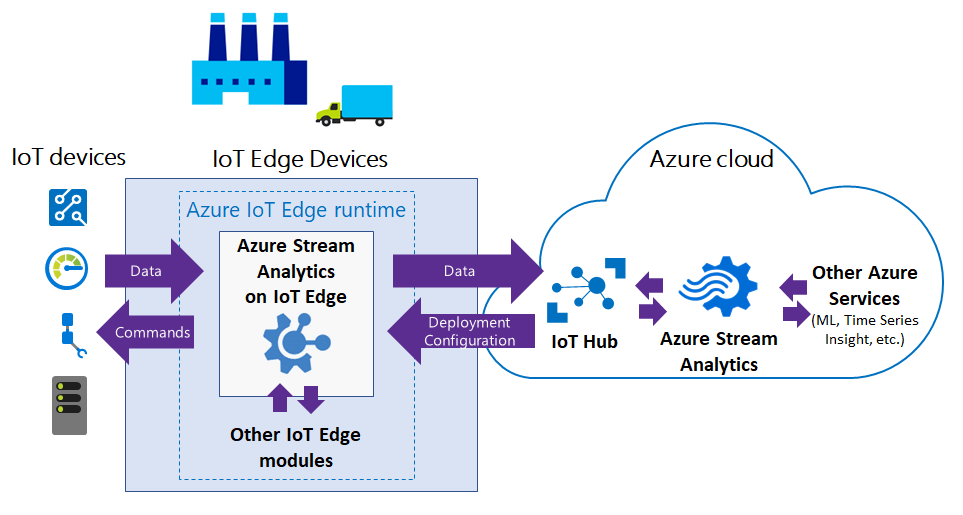 IoT devices
IoT Edge Devices
Azure cloud
Azure IoT Edge runtime
Azure Stream
Analytics
on IoT Edge
Data
Commands
Other IoT Edge
modules
Data
Deployment
Configuration
IoT Hub
Azure Stream
Analytics
Other Azure
Services
(ML, Time Series
Insight, etc.)